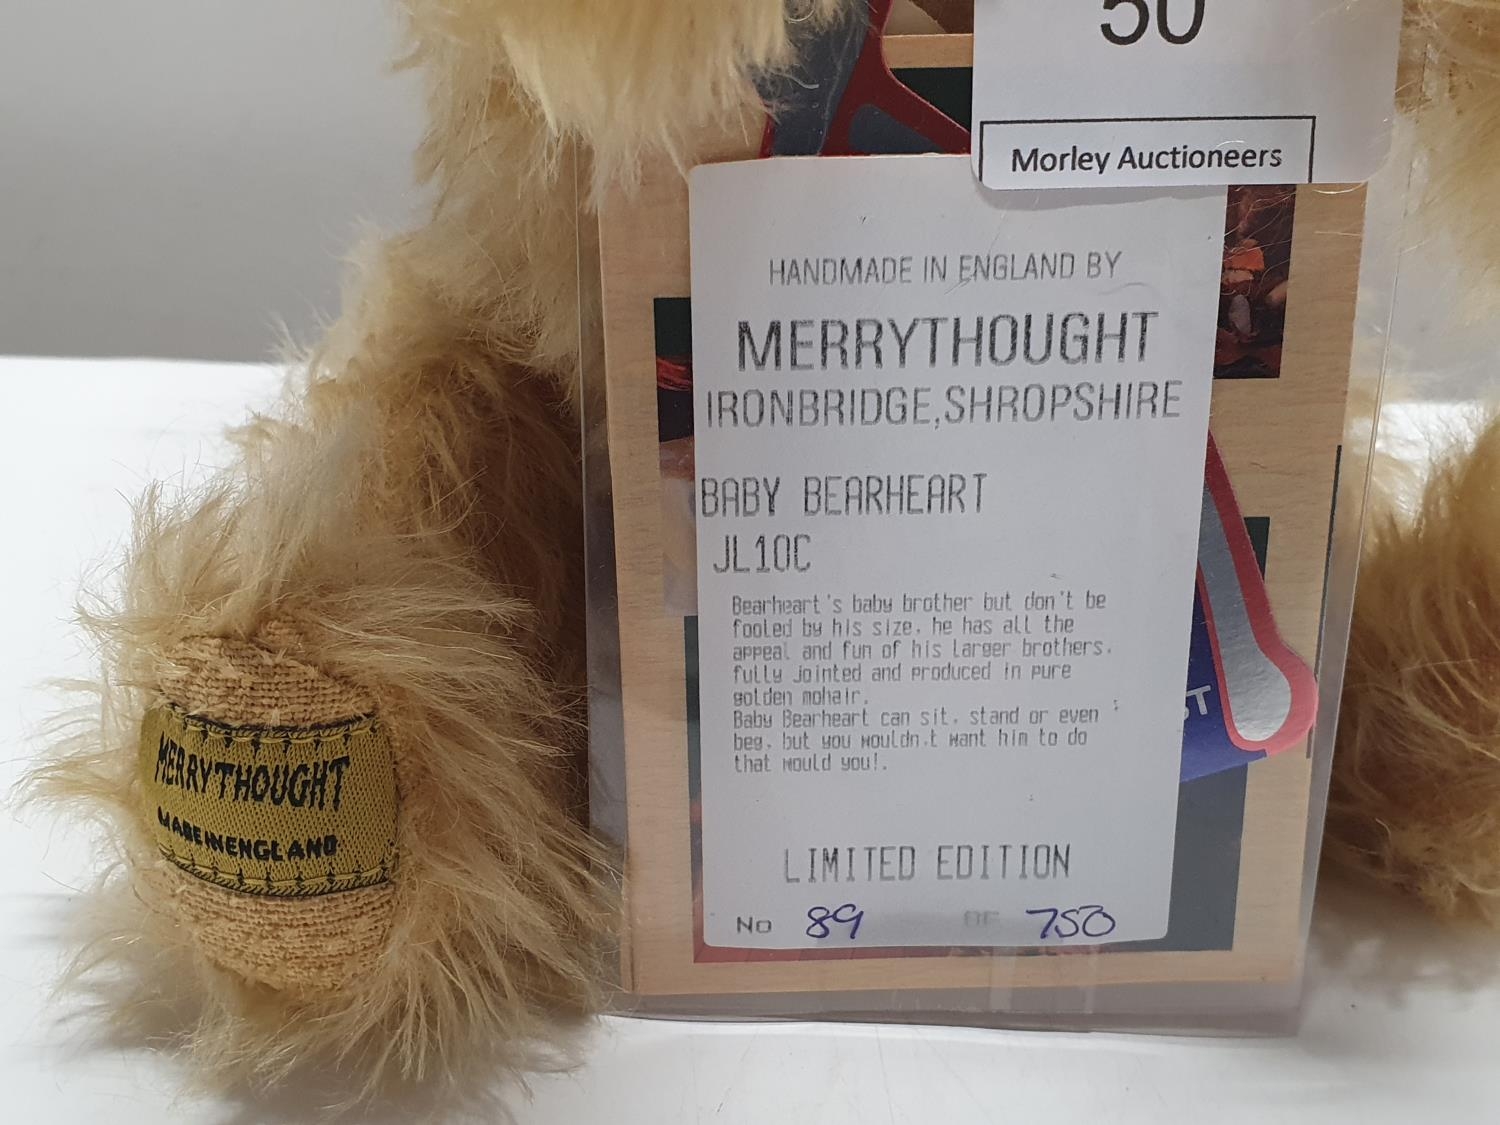 50
Morley Auctioneers
HANDMADE IN ENGLAND BY
MERRYTHOUGHT
IRONBRIDGE,SHROPSHIRE
BABY BEARHEART
JL10C
Bearheart's baby brother but don't be
fooled by his size. he has all the
appeal and fun of his larger brothers.
fully jointed and produced in pure
golden mohair.
Baby Bearheart can sit. stand or even
beg. but you wouldn.t want him to do
that would you!.
LIMITED EDITION
No 89 OF 750
MERRYTHOUGHT
MADE IN ENGLAND